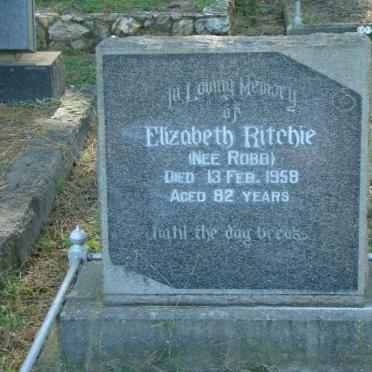 In Loving Memory
of
Elizabeth Ritchie
(Nee Robb)
Died 13 Feb. 1958
Aged 82 years
Until the day breaks